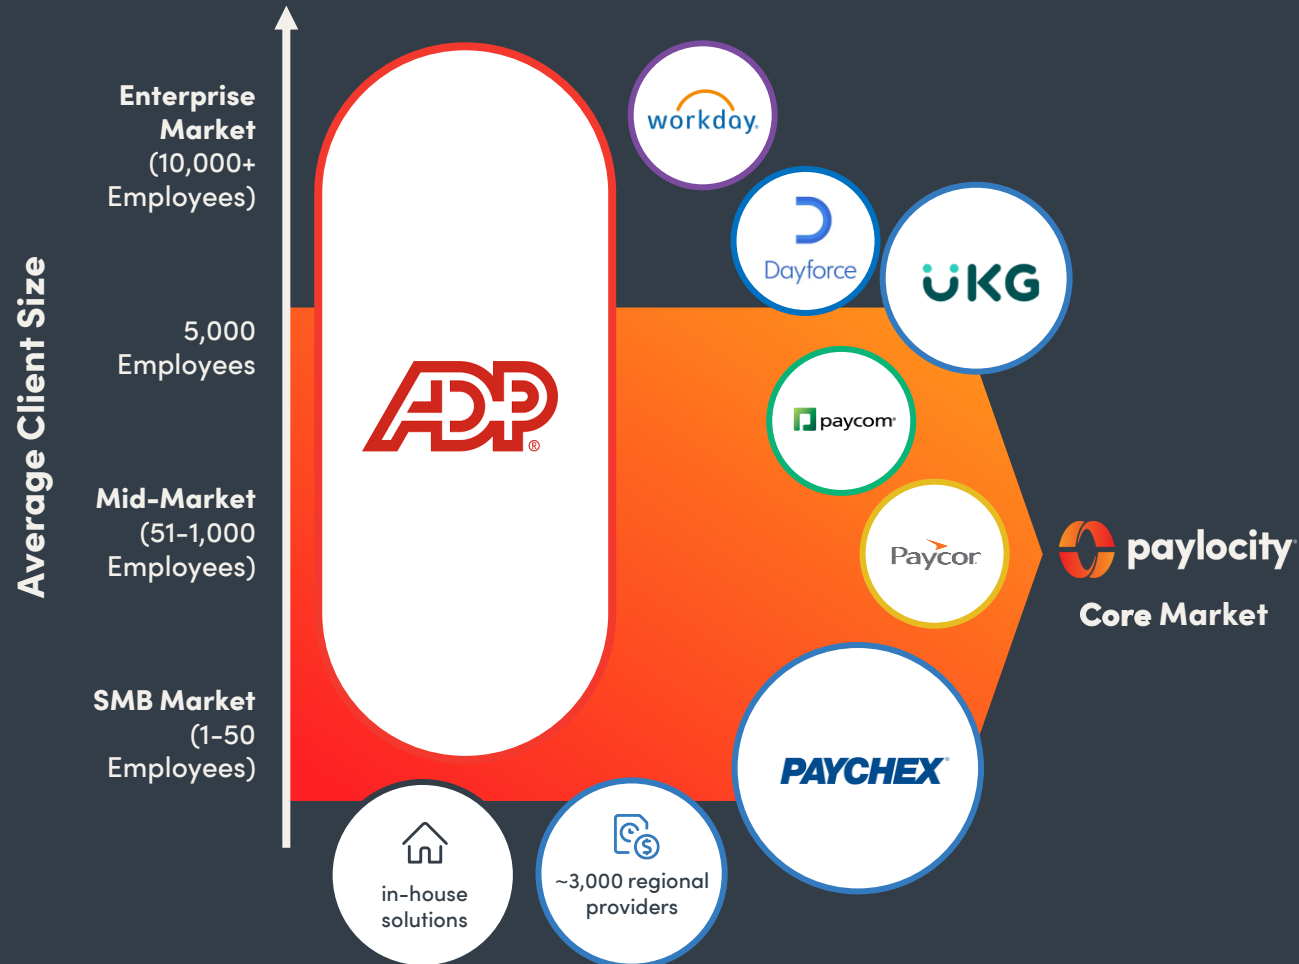 Average Client Size
Enterprise
Market
(10,000+
Employees)
5,000
Employees
Mid-Market
(51-1,000
Employees)
SMB Market
(1-50
Employees)
ADP®
workday®
Dayforce
UKG
paycom®
Paycor
PAYCHEX®
in-house
solutions
~3,000 regional
providers
paylocity®
Core Market